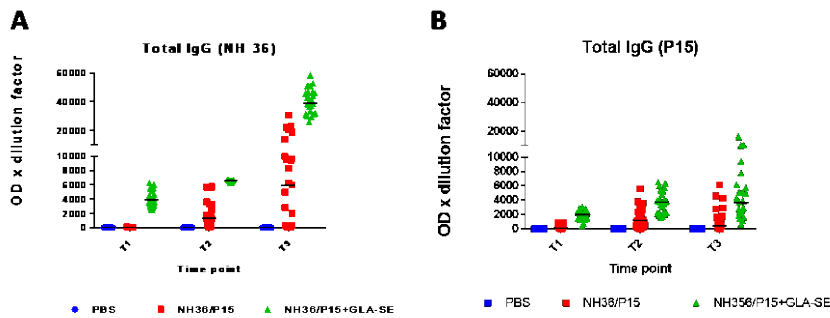 A
Total IgG (NH 36)
OD x dilution factor
60000
40000
20000
10000
8000
6000
4000
2000
0
T1
T2
T3
Time point
PBS
NH36/P15
NH36/P15+GLA-SE
B
Total IgG (P15)
OD x dilution factor
60000
40000
20000
10000
8000
6000
4000
2000
0
T1
T2
T3
Time point
PBS
NH36/P15
NH356/P15+GLA-SE